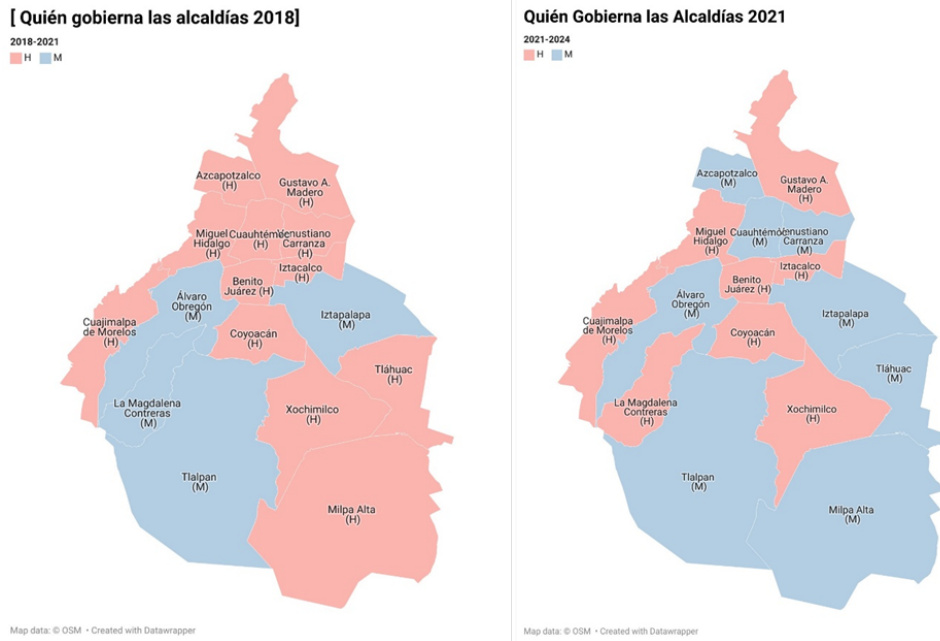 [ Quién gobierna las alcaldías 2018]
2018-2021
H M
Azcapotzalco
(H)
Gustavo A.
Madero
(H)
Miguel
Hidalgo
(H)
Cuauhtémoc
(H)
Venustiano
Carranza
(H)
Iztacalco
(H)
Benito
Juárez (H)
Álvaro
Obregón
(M)
Iztapalapa
(M)
Cuajimalpa
de Morelos
(H)
Coyoacán
(H)
Tláhuac
(H)
La Magdalena
Contreras
(M)
Xochimilco
(H)
Tlalpan
(M)
Milpa Alta
(H)
Map data: © OSM • Created with Datawrapper
Quién Gobierna las Alcaldías 2021
2021-2024
H M
Azcapotzalco
(M)
Gustavo A.
Madero
(H)
Miguel
Hidalgo
(H)
Cuauhtémoc
(M)
Venustiano
Carranza
(M)
Iztacalco
(H)
Benito
Juárez (H)
Álvaro
Obregón
(M)
Iztapalapa
(M)
Cuajimalpa
de Morelos
(H)
Coyoacán
(H)
Tláhuac
(M)
La Magdalena
Contreras
(H)
Xochimilco
(H)
Tlalpan
(M)
Milpa Alta
(M)
Map data: © OSM • Created with Datawrapper